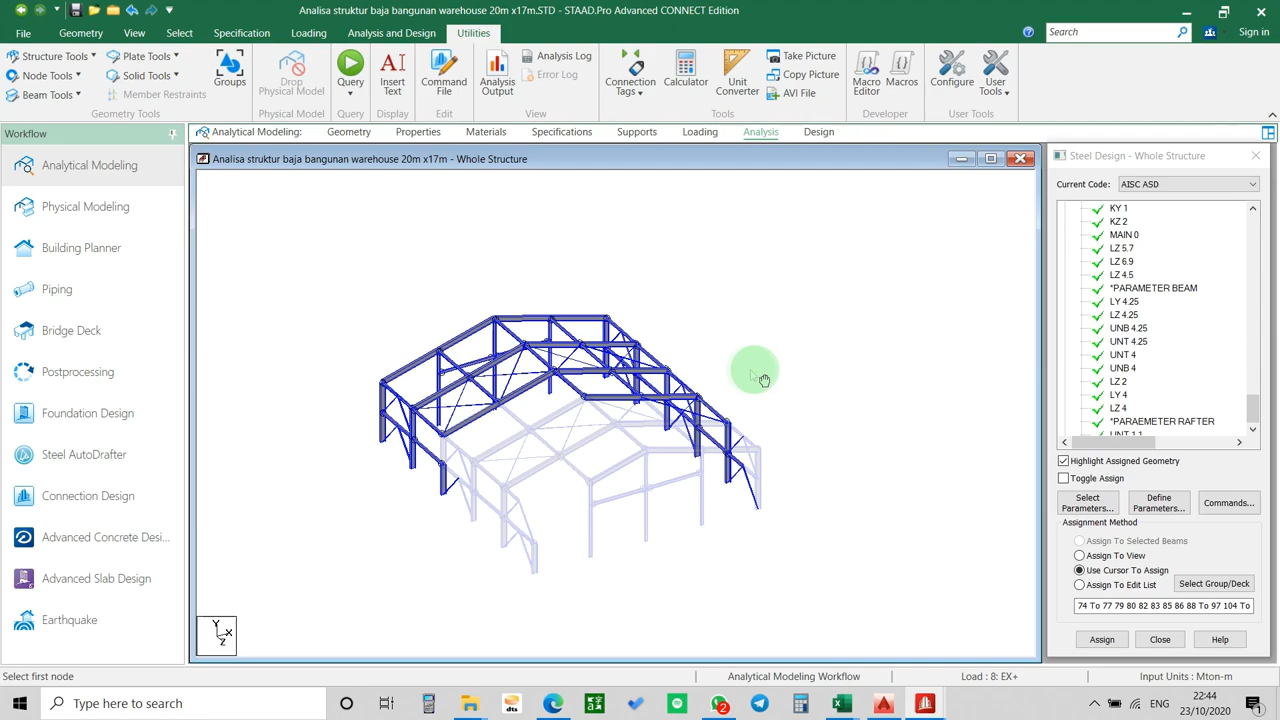 Analisa struktur baja bangunan warehouse 20m x17m.STD - STAAD.Pro Advanced CONNECT Edition
File Geometry View Select Specification Loading Analysis and Design Utilities Search Sign in
Structure Tools Plate Tools
Node Tools Solid Tools
Beam Tools Member Restraints
Groups
Geometry Tools
Drop Physical Model
Physical Model
Query
Query
Insert Text
Display
Command File
Edit
Analysis Output
Analysis Log
Error Log
View
Connection Tags
Calculator
Unit Converter
Take Picture
Copy Picture
AVI File
Tools
Macro Editor
Macros
Developer
Configure
User Tools
User Tools
Workflow
Analytical Modeling: Geometry Properties Materials Specifications Supports Loading Analysis Design
Analytical Modeling
Physical Modeling
Building Planner
Piping
Bridge Deck
Postprocessing
Foundation Design
Steel AutoDrafter
Connection Design
Advanced Concrete Desi...
Advanced Slab Design
Earthquake
Analisa struktur baja bangunan warehouse 20m x17m - Whole Structure
Y
X
Z
Steel Design - Whole Structure
Current Code: AISC ASD
KY 1
KZ 2
MAIN 0
LZ 5.7
LZ 6.9
LZ 4.5
*PARAMETER BEAM
LY 4.25
LZ 4.25
UNB 4.25
UNT 4.25
UNT 4
UNB 4
LZ 2
LY 4
LZ 4
*PARAEMETER RAFTER
UNT 1.1
Highlight Assigned Geometry
Toggle Assign
Select Parameters...
Define Parameters...
Commands...
Assignment Method
Assign To Selected Beams
Assign To View
Use Cursor To Assign
Assign To Edit List
Select Group/Deck
74 To 77 79 80 82 83 85 86 88 To 97 104 To
Assign Close Help
Select first node
Analytical Modeling Workflow
Load : 8: EX+
Input Units : Mton-m
Type here to search
dts
2
ENG
22:44
23/10/2020
1